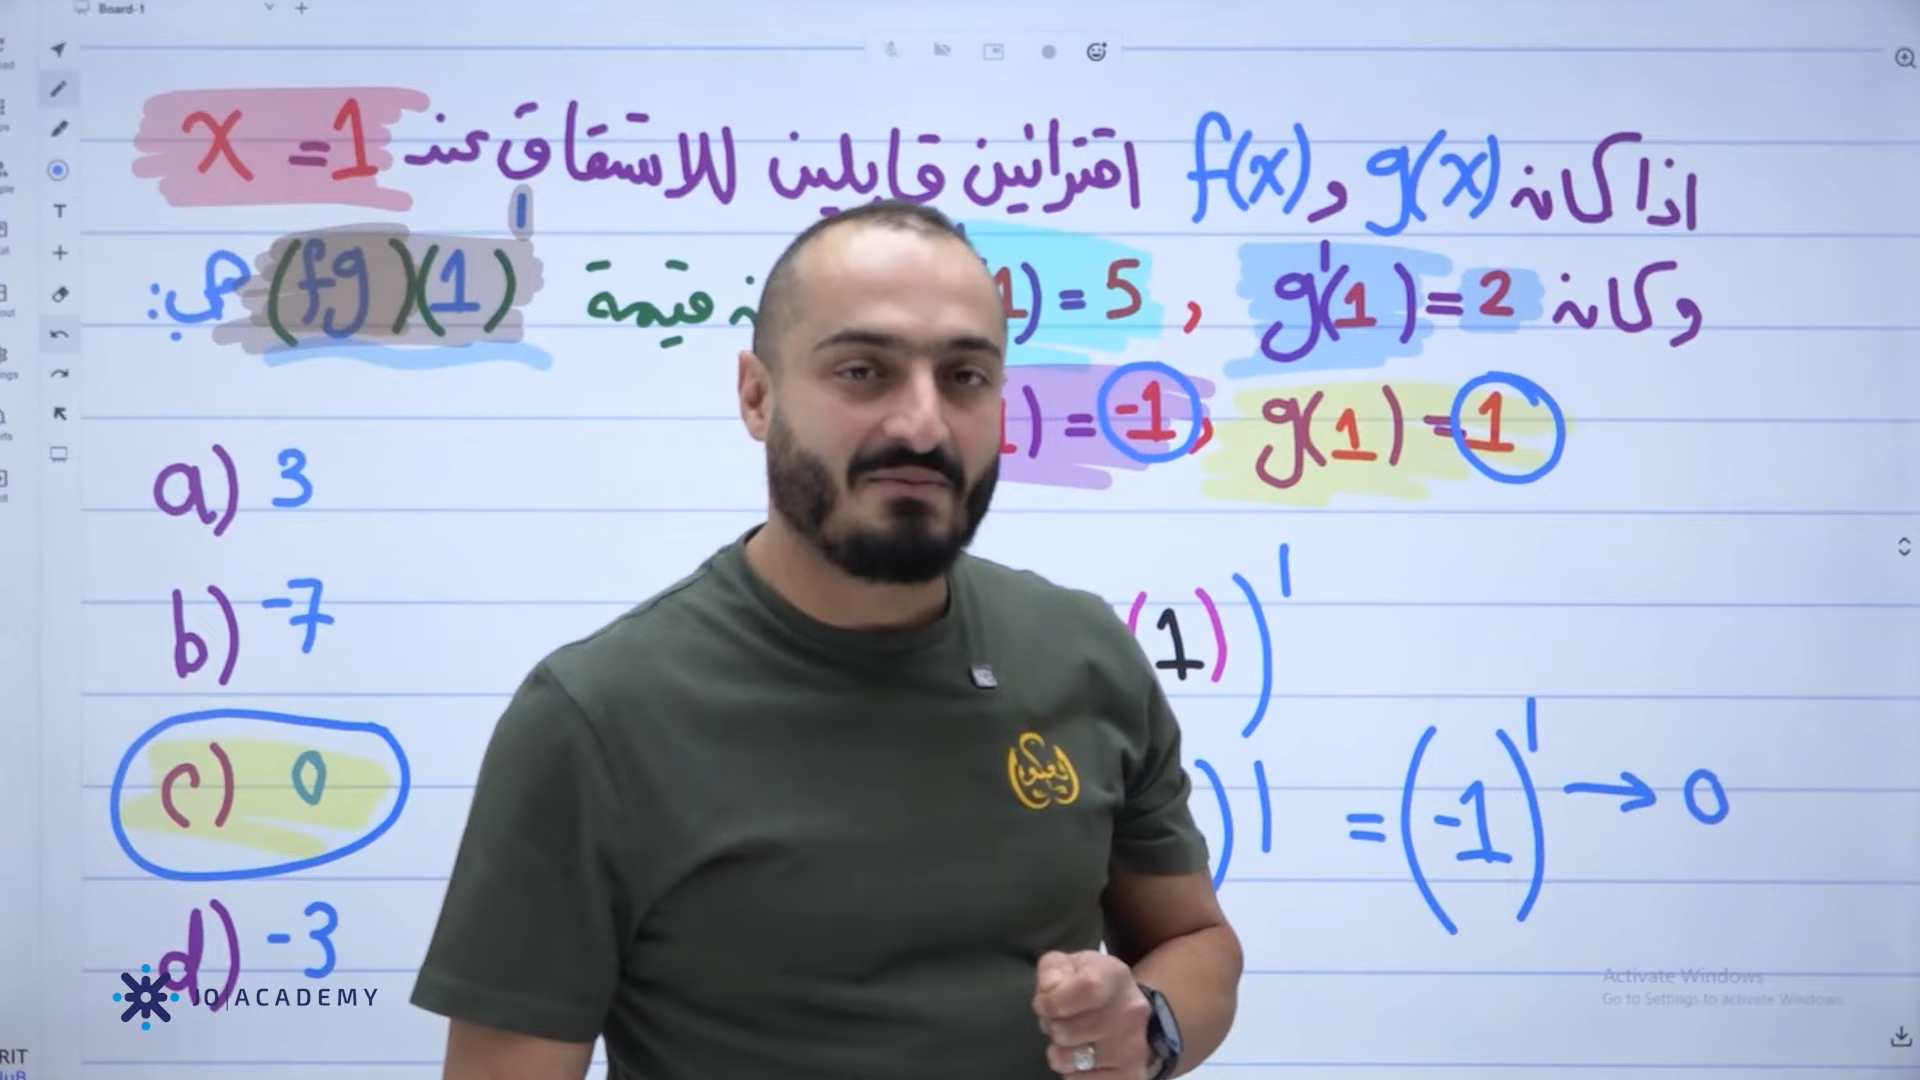 Board-1
اذا كان g(x) و f(x) اقترانين قابلين للاشتقاق عند x = 1
وكان g'(1) = 2 , 1) = 5 قيمة (fg)(1)' هي:
g(1) = 1 , 1) = -1
a) 3
b) -7
c) 0
d) -3
(1))'
)' = (-1)' → 0
JO|ACADEMY
Activate Windows
Go to Settings to activate Windows.